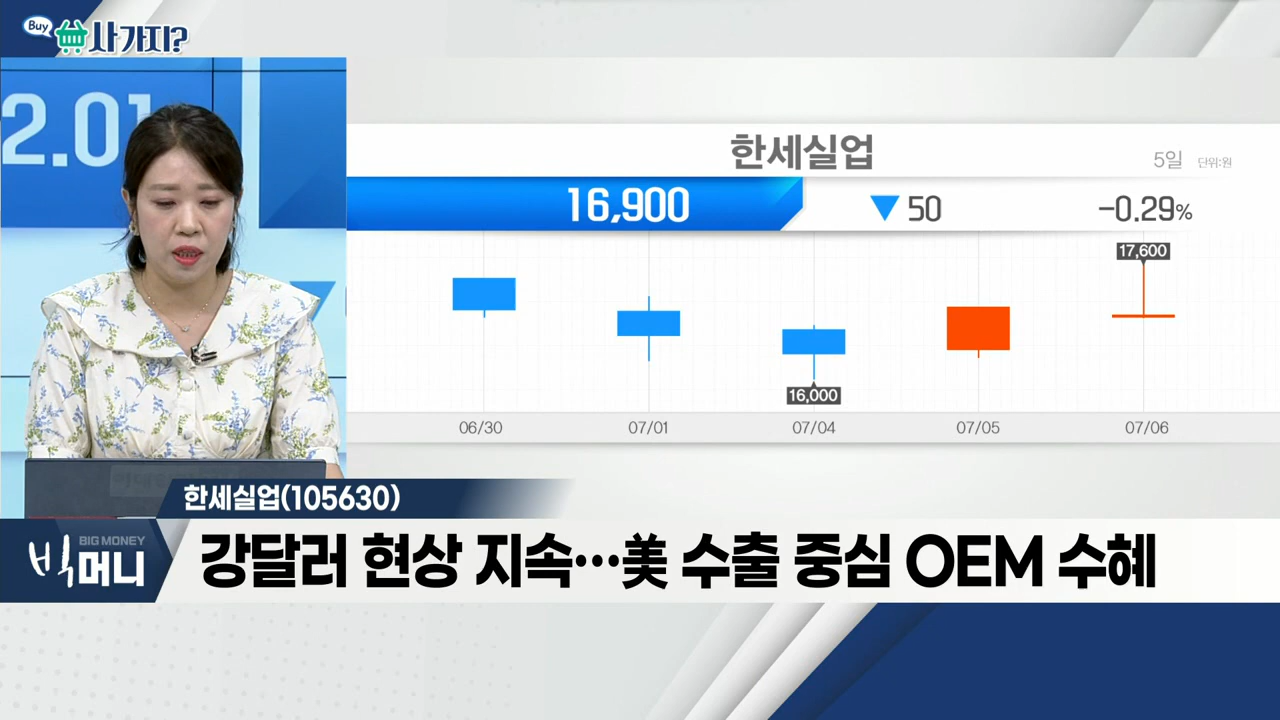 Buy
사가지?
2.01
한세실업
5일 단위:원
16,900 ▼50 -0.29%
17,600
16,000
06/30 07/01 07/04 07/05 07/06
한세실업(105630)
BIG MONEY
빅머니
강달러 현상 지속…美 수출 중심 OEM 수혜